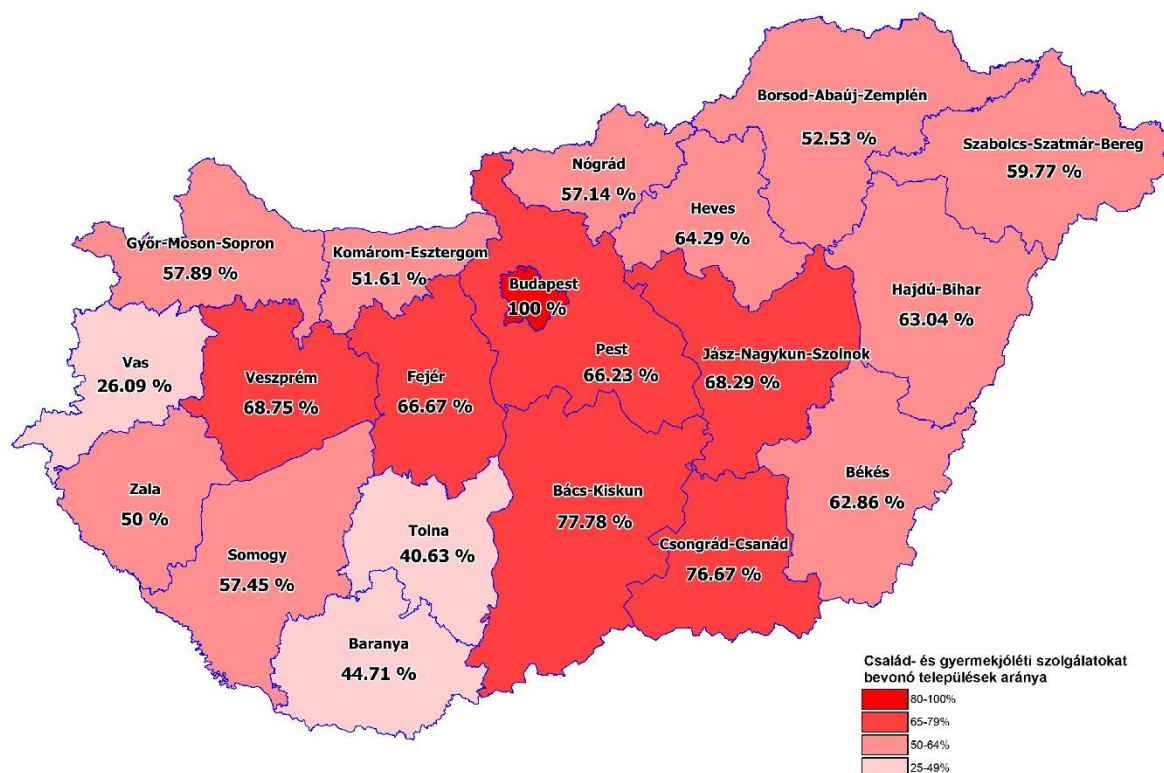 Borsod-Abaúj-Zemplén
52.53 %
Szabolcs-Szatmár-Bereg
59.77 %
Nógrád
57.14 %
Heves
64.29 %
Győr-Moson-Sopron
57.89 %
Komárom-Esztergom
51.61 %
Budapest
100 %
Hajdú-Bihar
63.04 %
Vas
26.09 %
Veszprém
68.75 %
Fejér
66.67 %
Pest
66.23 %
Jász-Nagykun-Szolnok
68.29 %
Zala
50 %
Somogy
57.45 %
Tolna
40.63 %
Bács-Kiskun
77.78 %
Csongrád-Csanád
76.67 %
Békés
62.86 %
Baranya
44.71 %
Család- és gyermekjóléti szolgálatokat
bevonó települések aránya
80-100%
65-79%
50-64%
25-49%